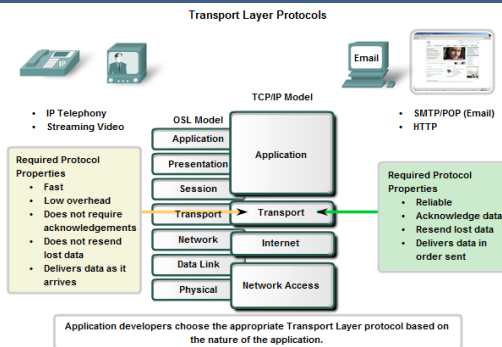 Transport Layer Protocols
Email
• IP Telephony
• Streaming Video
• SMTP/POP (Email)
• HTTP
TCP/IP Model
OSL Model
Application
Presentation
Session
Transport
Network
Data Link
Physical
Application
Transport
Internet
Network Access
Required Protocol
Properties
• Fast
• Low overhead
• Does not require
acknowledgements
• Does not resend
lost data
• Delivers data as it
arrives
Required Protocol
Properties
• Reliable
• Acknowledge data
• Resend lost data
• Delivers data in
order sent
Application developers choose the appropriate Transport Layer protocol based on
the nature of the application.